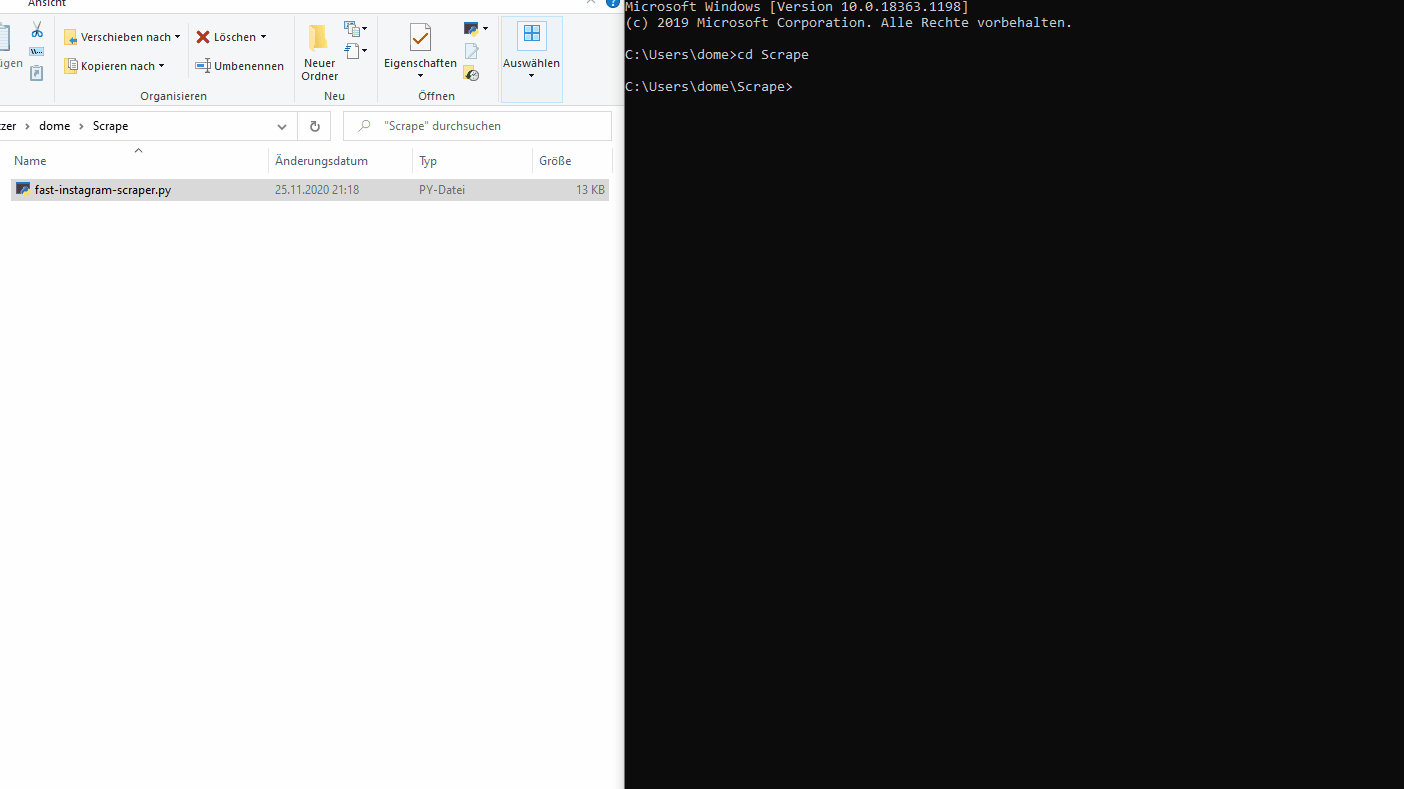 Ansicht
Verschieben nach
Löschen
Kopieren nach
Umbenennen
Neuer
Ordner
Eigenschaften
Auswählen
Organisieren
Neu
Öffnen
dome
Scrape
"Scrape" durchsuchen
Name
Änderungsdatum
Typ
Größe
fast-instagram-scraper.py
25.11.2020 21:18
PY-Datei
13 KB
Microsoft Windows [Version 10.0.18363.1198]
(c) 2019 Microsoft Corporation. Alle Rechte vorbehalten.
C:\Users\dome>cd Scrape
C:\Users\dome\Scrape>